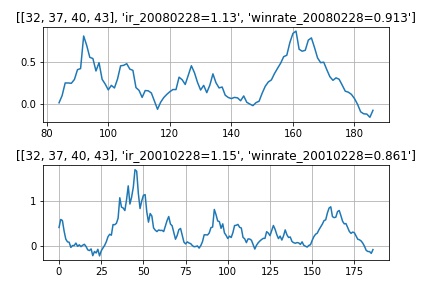 [[32, 37, 40, 43], 'ir_20080228=1.13', 'winrate_20080228=0.913']
0.5
0.0
80 100 120 140 160 180
[[32, 37, 40, 43], 'ir_20010228=1.15', 'winrate_20010228=0.861']
1
0
0 25 50 75 100 125 150 175